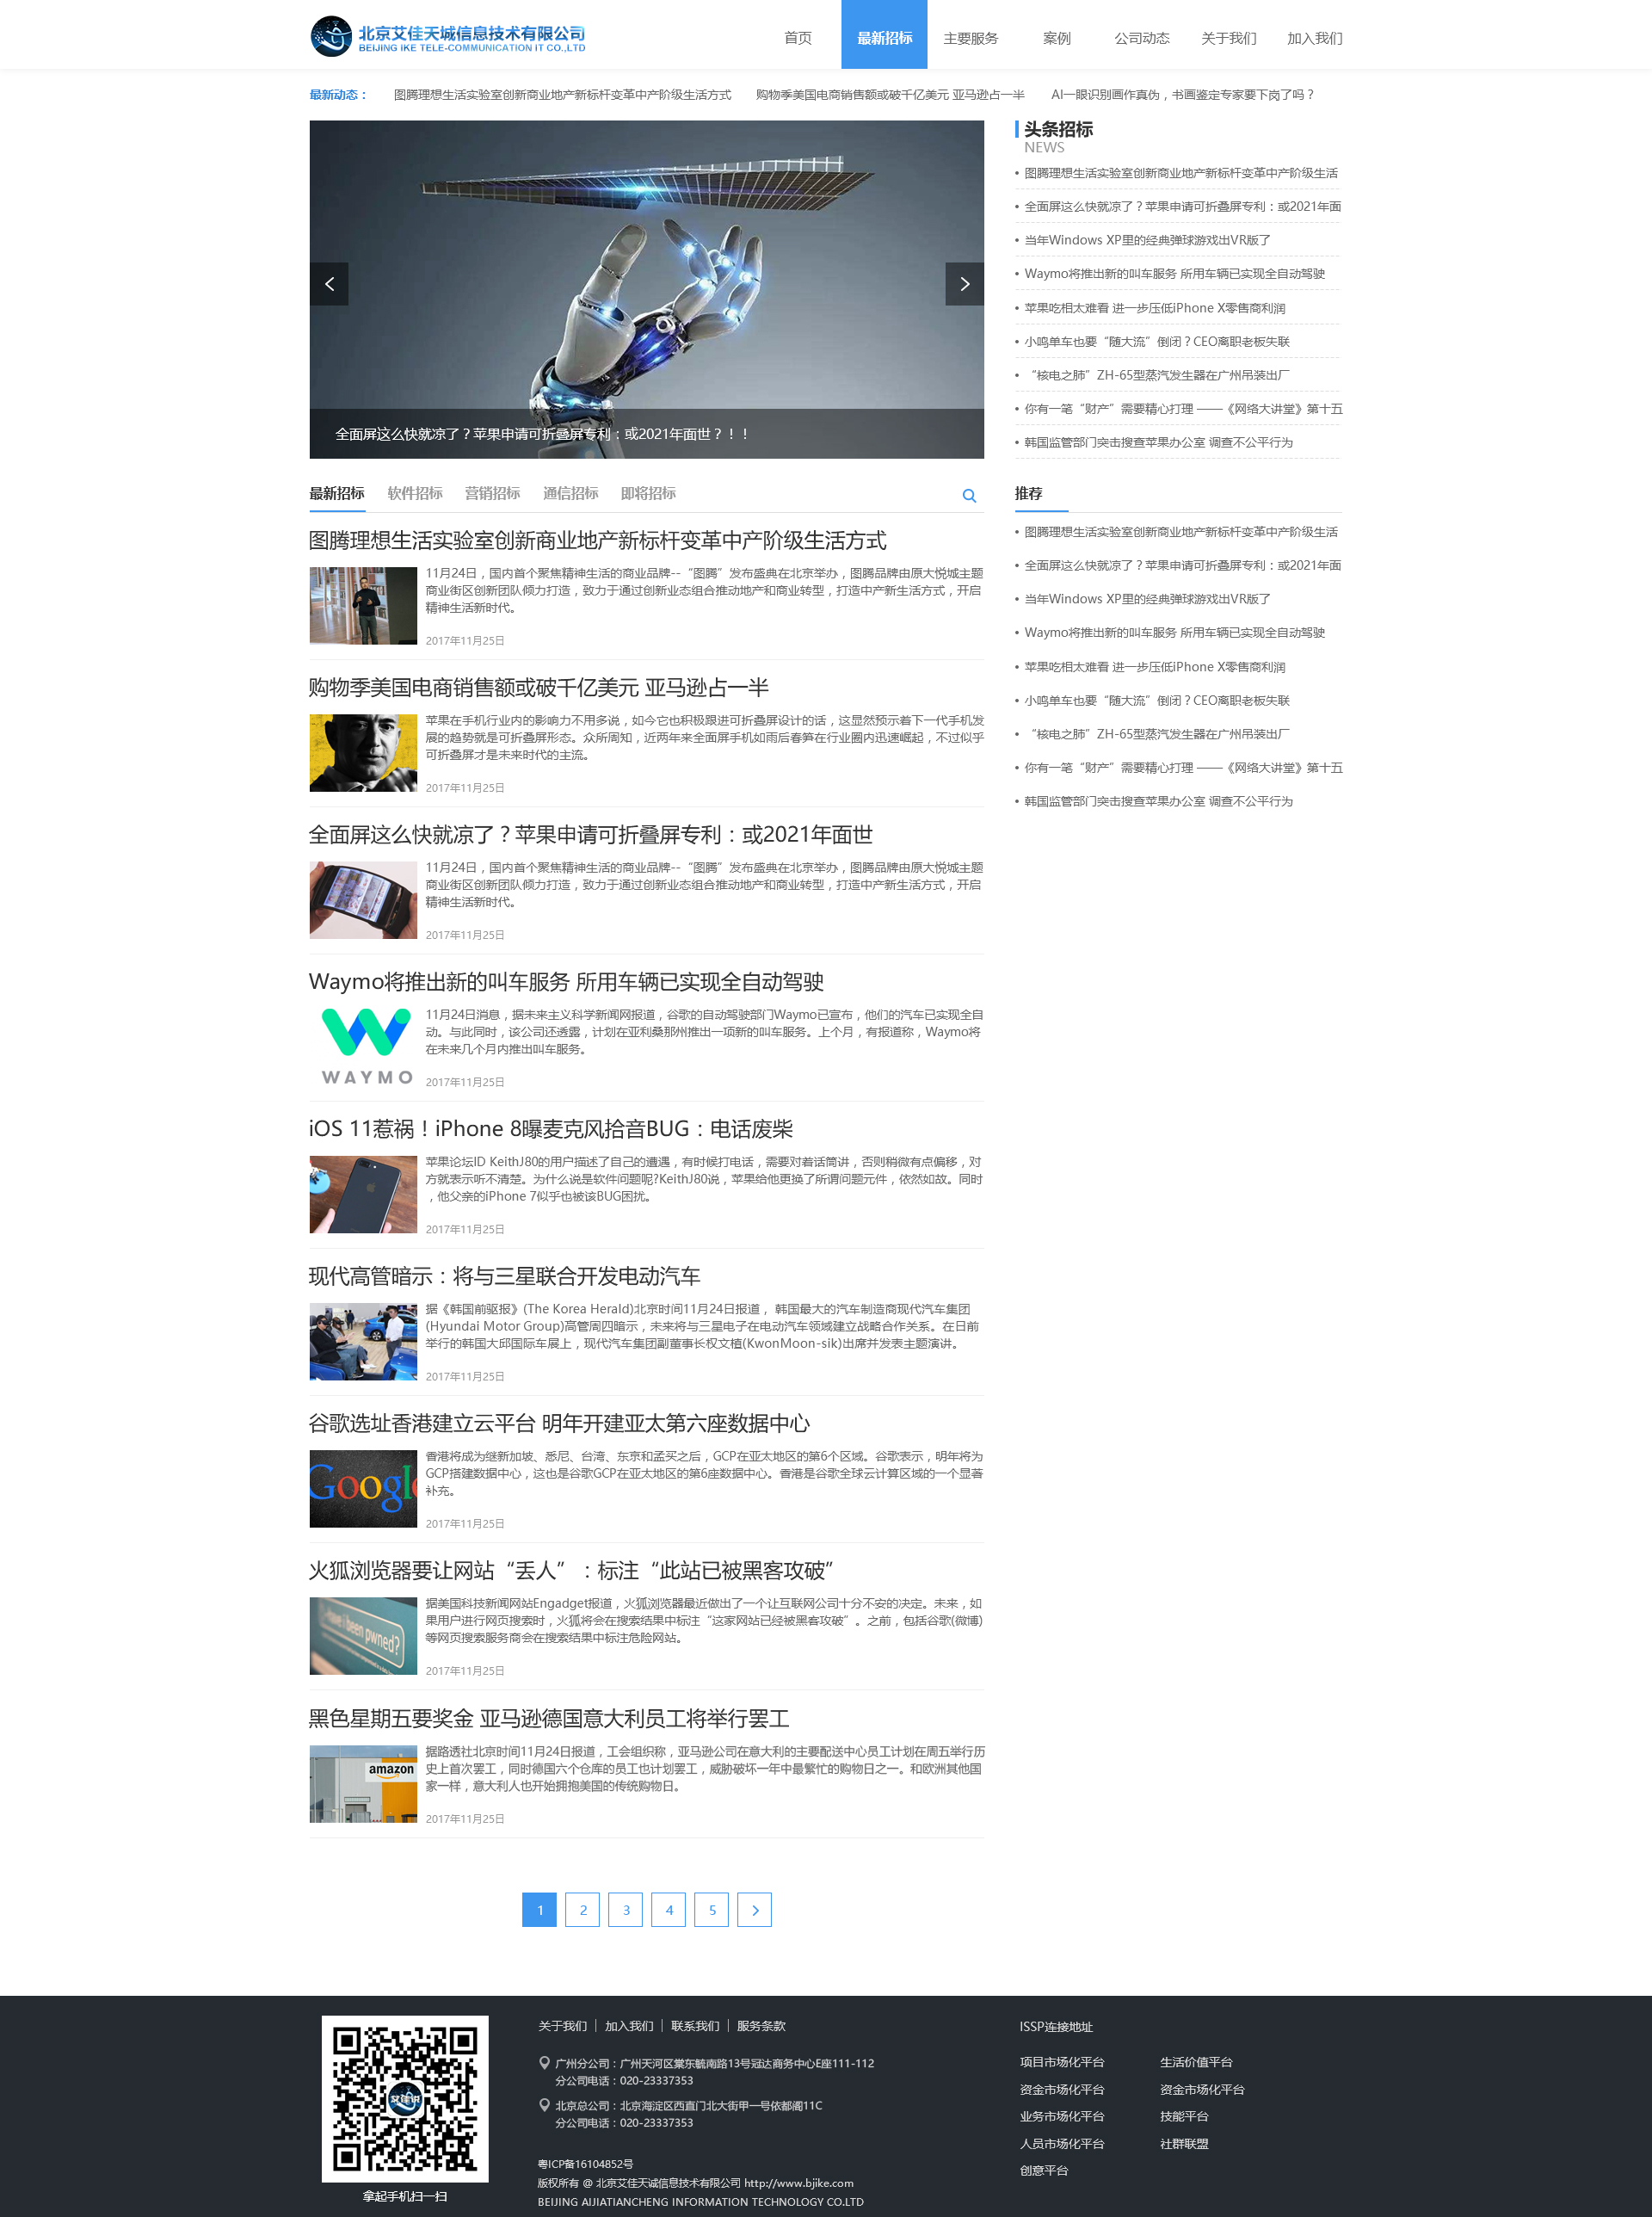 北京艾佳天诚信息技术有限公司
BEIJING IKE TELE-COMMUNICATION IT CO.,LTD
首页 最新招标 主要服务 案例 公司动态 关于我们 加入我们
最新动态： 图腾理想生活实验室创新商业地产新标杆变革中产阶级生活方式 购物季美国电商销售额或破千亿美元 亚马逊占一半 AI一眼识别画作真伪，书画鉴定专家要下岗了吗？
全面屏这么快就凉了？苹果申请可折叠屏专利：或2021年面世？！！
头条招标
NEWS
• 图腾理想生活实验室创新商业地产新标杆变革中产阶级生活
• 全面屏这么快就凉了？苹果申请可折叠屏专利：或2021年面
• 当年Windows XP里的经典弹球游戏出VR版了
• Waymo将推出新的叫车服务 所用车辆已实现全自动驾驶
• 苹果吃相太难看 进一步压低iPhone X零售商利润
• 小鸣单车也要“随大流”倒闭？CEO离职老板失联
• “核电之肺”ZH-65型蒸汽发生器在广州吊装出厂
• 你有一笔“财产”需要精心打理 ——《网络大讲堂》第十五
• 韩国监管部门突击搜查苹果办公室 调查不公平行为
最新招标 软件招标 营销招标 通信招标 即将招标
图腾理想生活实验室创新商业地产新标杆变革中产阶级生活方式
11月24日，国内首个聚焦精神生活的商业品牌--“图腾”发布盛典在北京举办，图腾品牌由原大悦城主题
商业街区创新团队倾力打造，致力于通过创新业态组合推动地产和商业转型，打造中产新生活方式，开启
精神生活新时代。
2017年11月25日
购物季美国电商销售额或破千亿美元 亚马逊占一半
苹果在手机行业内的影响力不用多说，如今它也积极跟进可折叠屏设计的话，这显然预示着下一代手机发
展的趋势就是可折叠屏形态。众所周知，近两年来全面屏手机如雨后春笋在行业圈内迅速崛起，不过似乎
可折叠屏才是未来时代的主流。
2017年11月25日
全面屏这么快就凉了？苹果申请可折叠屏专利：或2021年面世
11月24日，国内首个聚焦精神生活的商业品牌--“图腾”发布盛典在北京举办，图腾品牌由原大悦城主题
商业街区创新团队倾力打造，致力于通过创新业态组合推动地产和商业转型，打造中产新生活方式，开启
精神生活新时代。
2017年11月25日
Waymo将推出新的叫车服务 所用车辆已实现全自动驾驶
WAYMO
11月24日消息，据未来主义科学新闻网报道，谷歌的自动驾驶部门Waymo已宣布，他们的汽车已实现全自
动。与此同时，该公司还透露，计划在亚利桑那州推出一项新的叫车服务。上个月，有报道称，Waymo将
在未来几个月内推出叫车服务。
2017年11月25日
iOS 11惹祸！iPhone 8曝麦克风拾音BUG：电话废柴
苹果论坛ID KeithJ80的用户描述了自己的遭遇，有时候打电话，需要对着话筒讲，否则稍微有点偏移，对
方就表示听不清楚。为什么说是软件问题呢?KeithJ80说，苹果给他更换了所谓问题元件，依然如故。同时
，他父亲的iPhone 7似乎也被该BUG困扰。
2017年11月25日
现代高管暗示：将与三星联合开发电动汽车
据《韩国前驱报》(The Korea Herald)北京时间11月24日报道， 韩国最大的汽车制造商现代汽车集团
(Hyundai Motor Group)高管周四暗示，未来将与三星电子在电动汽车领域建立战略合作关系。在日前
举行的韩国大邱国际车展上，现代汽车集团副董事长权文植(KwonMoon-sik)出席并发表主题演讲。
2017年11月25日
谷歌选址香港建立云平台 明年开建亚太第六座数据中心
Google
香港将成为继新加坡、悉尼、台湾、东京和孟买之后，GCP在亚太地区的第6个区域。谷歌表示，明年将为
GCP搭建数据中心，这也是谷歌GCP在亚太地区的第6座数据中心。香港是谷歌全球云计算区域的一个显著
补充。
2017年11月25日
火狐浏览器要让网站“丢人”：标注“此站已被黑客攻破”
have i been pwned?
据美国科技新闻网站Engadget报道，火狐浏览器最近做出了一个让互联网公司十分不安的决定。未来，如
果用户进行网页搜索时，火狐将会在搜索结果中标注“这家网站已经被黑客攻破”。之前，包括谷歌(微博)
等网页搜索服务商会在搜索结果中标注危险网站。
2017年11月25日
黑色星期五要奖金 亚马逊德国意大利员工将举行罢工
amazon
据路透社北京时间11月24日报道，工会组织称，亚马逊公司在意大利的主要配送中心员工计划在周五举行历
史上首次罢工，同时德国六个仓库的员工也计划罢工，威胁破坏一年中最繁忙的购物日之一。和欧洲其他国
家一样，意大利人也开始拥抱美国的传统购物日。
2017年11月25日
推荐
• 图腾理想生活实验室创新商业地产新标杆变革中产阶级生活
• 全面屏这么快就凉了？苹果申请可折叠屏专利：或2021年面
• 当年Windows XP里的经典弹球游戏出VR版了
• Waymo将推出新的叫车服务 所用车辆已实现全自动驾驶
• 苹果吃相太难看 进一步压低iPhone X零售商利润
• 小鸣单车也要“随大流”倒闭？CEO离职老板失联
• “核电之肺”ZH-65型蒸汽发生器在广州吊装出厂
• 你有一笔“财产”需要精心打理 ——《网络大讲堂》第十五
• 韩国监管部门突击搜查苹果办公室 调查不公平行为
1 2 3 4 5
拿起手机扫一扫
关于我们 加入我们 联系我们 服务条款
广州分公司：广州天河区棠东毓南路13号冠达商务中心E座111-112
分公司电话：020-23337353
北京总公司：北京海淀区西直门北大街甲一号依都阁11C
分公司电话：020-23337353
粤ICP备16104852号
版权所有 @ 北京艾佳天诚信息技术有限公司 http://www.bjike.com
BEIJING AIJIATIANCHENG INFORMATION TECHNOLOGY CO.LTD
ISSP连接地址
项目市场化平台 生活价值平台
资金市场化平台 资金市场化平台
业务市场化平台 技能平台
人员市场化平台 社群联盟
创意平台